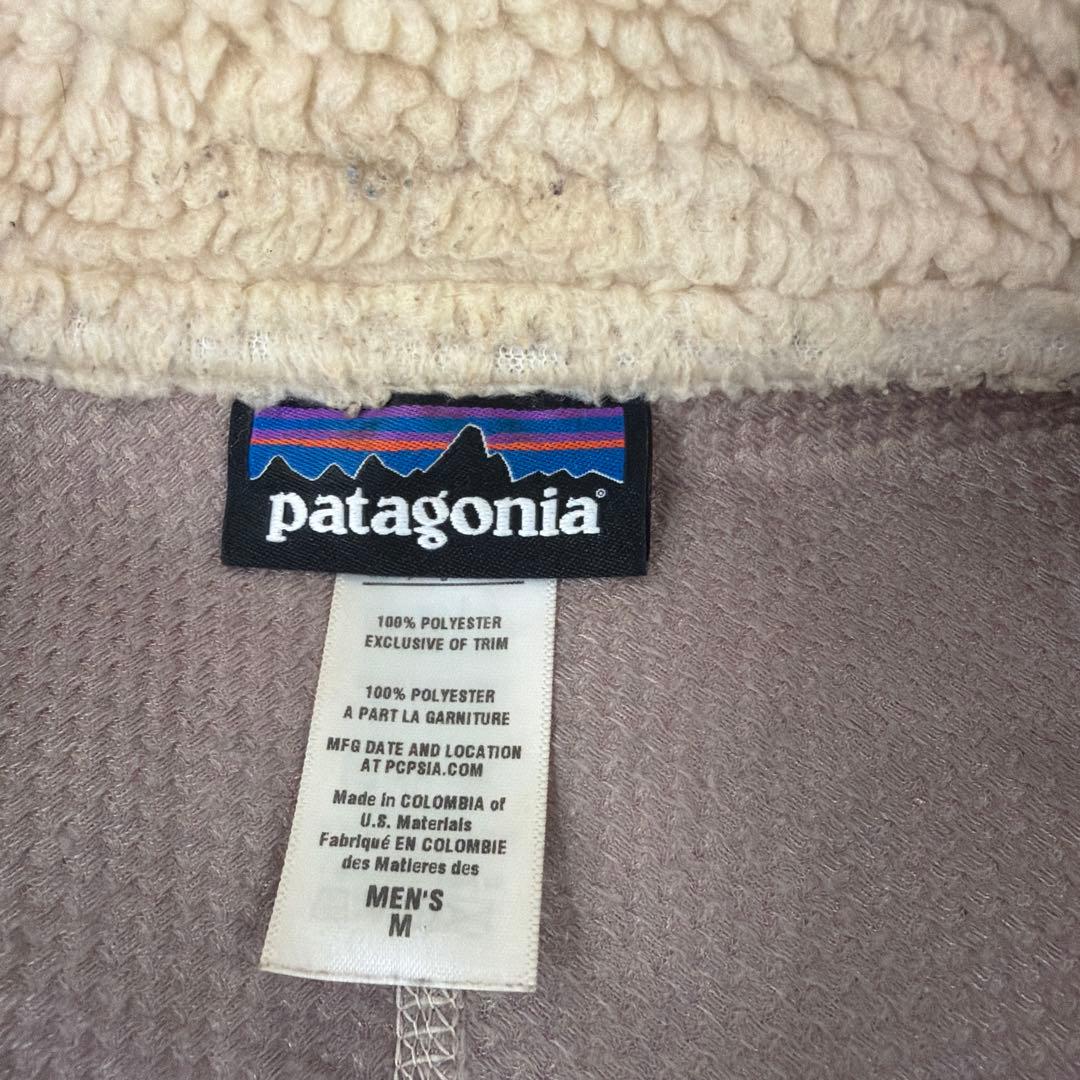 patagonia®
100% POLYESTER
EXCLUSIVE OF TRIM
100% POLYESTER
A PART LA GARNITURE
MFG DATE AND LOCATION
AT PCPSIA.COM
Made in COLOMBIA of
U.S. Materials
Fabriqué EN COLOMBIE
des Matieres des
MEN'S
M